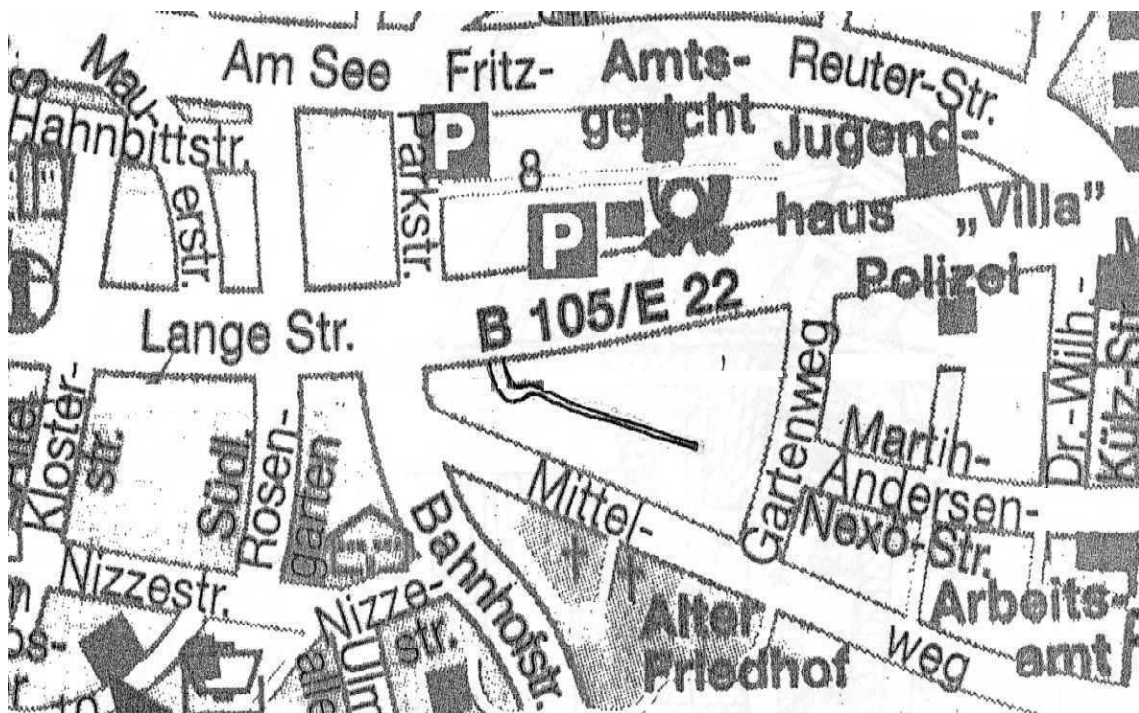 Am See
Fritz-
Reuter-Str.
Amts-
gericht
Mau-
erstr.
Hahnbittstr.
Parkstr.
P
8
P
Jugend-
haus „Villa”
Polizei
B 105/E 22
Lange Str.
Kloster-
str.
Südl.
Rosen-
garten
Gartenweg
Martin-
Andersen-
Nexö-Str.
Dr.-Wilh.-
Külz-Str.
Mittel-
weg
Bahnhofstr.
Nizzestr.
Nizze-
str.
Alter
Friedhof
Arbeits-
amt